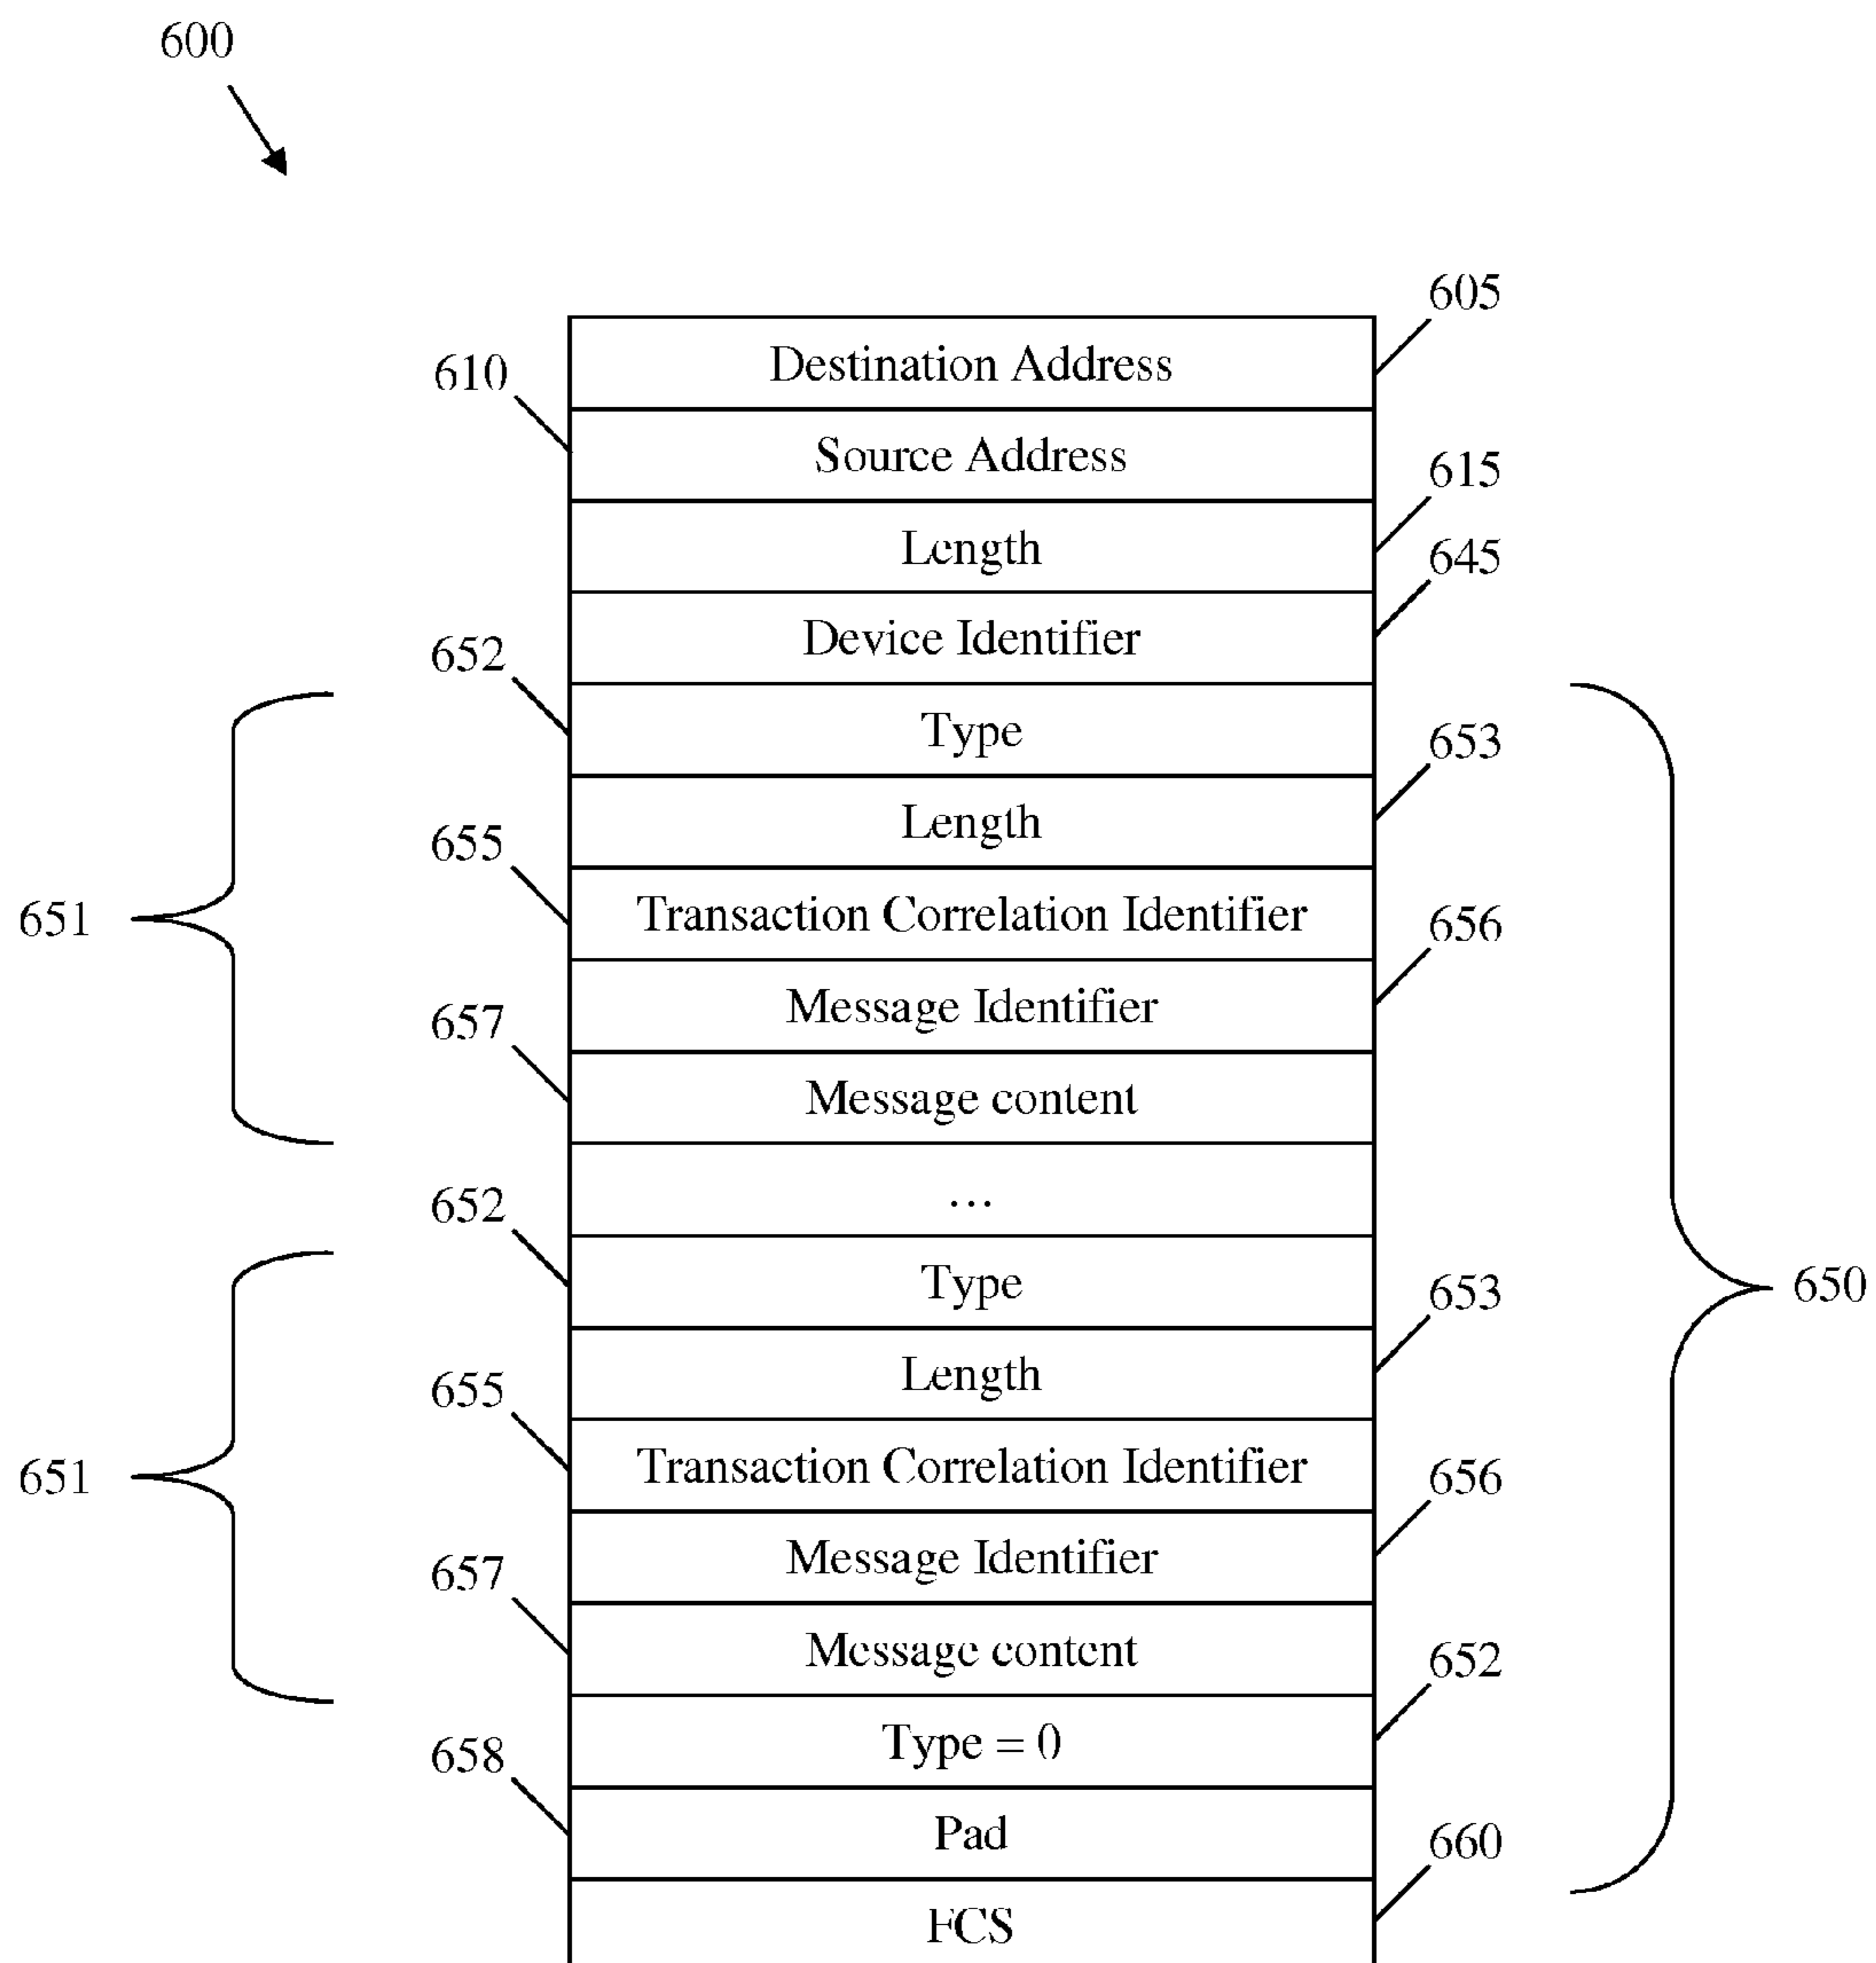 600
605
Destination Address
610
Source Address
615
Length
645
Device Identifier
652
Type
653
Length
655
Transaction Correlation Identifier
651
656
Message Identifier
657
Message content
...
652
Type
650
653
Length
655
Transaction Correlation Identifier
651
656
Message Identifier
657
Message content
652
Type = 0
658
Pad
660
FCS